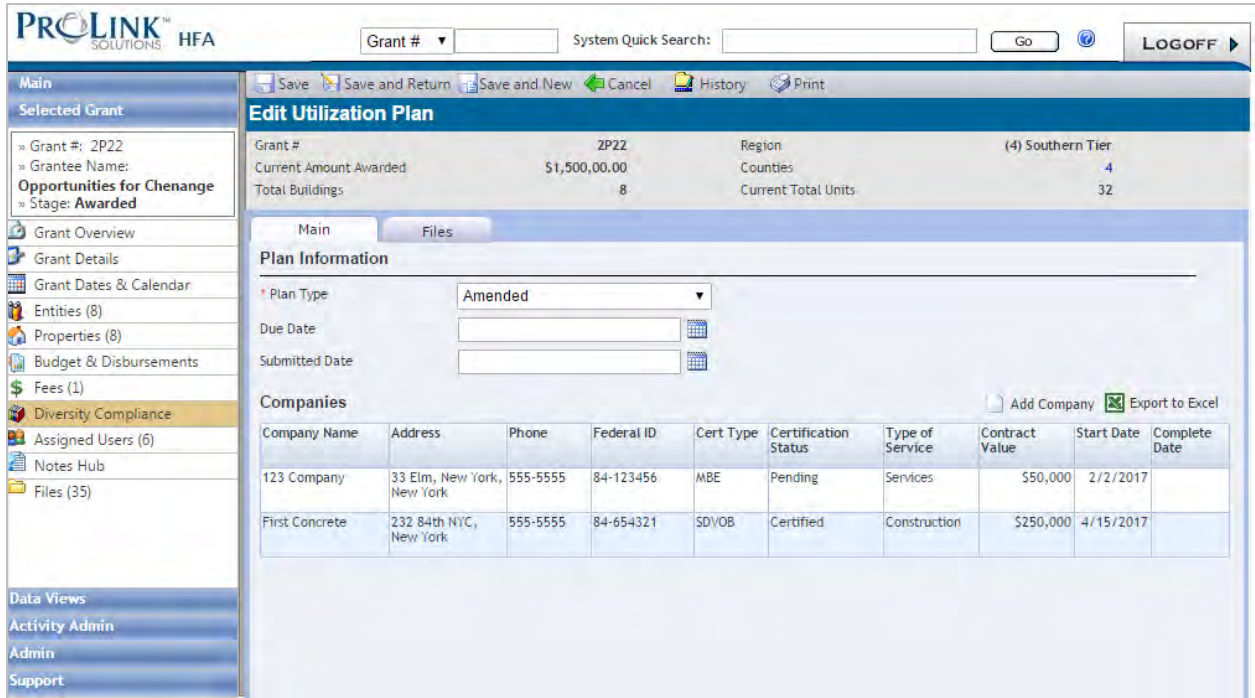 PROLINK™ SOLUTIONS HFA
Grant #
System Quick Search:
Go
LOGOFF
Main
Selected Grant
» Grant #: 2P22
» Grantee Name:
Opportunities for Chenange
» Stage: Awarded
Grant Overview
Grant Details
Grant Dates & Calendar
Entities (8)
Properties (8)
Budget & Disbursements
Fees (1)
Diversity Compliance
Assigned Users (6)
Notes Hub
Files (35)
Data Views
Activity Admin
Admin
Support
Save Save and Return Save and New Cancel History Print
Edit Utilization Plan
Grant # 2P22 Region (4) Southern Tier
Current Amount Awarded $1,500,00.00 Counties 4
Total Buildings 8 Current Total Units 32
Main Files
Plan Information
* Plan Type Amended
Due Date
Submitted Date
Companies Add Company Export to Excel
Company Name Address Phone Federal ID Cert Type Certification Status Type of Service Contract Value Start Date Complete Date
123 Company 33 Elm, New York, New York 555-5555 84-123456 MBE Pending Services $50,000 2/2/2017
First Concrete 232 84th NYC, New York 555-5555 84-654321 SDVOB Certified Construction $250,000 4/15/2017